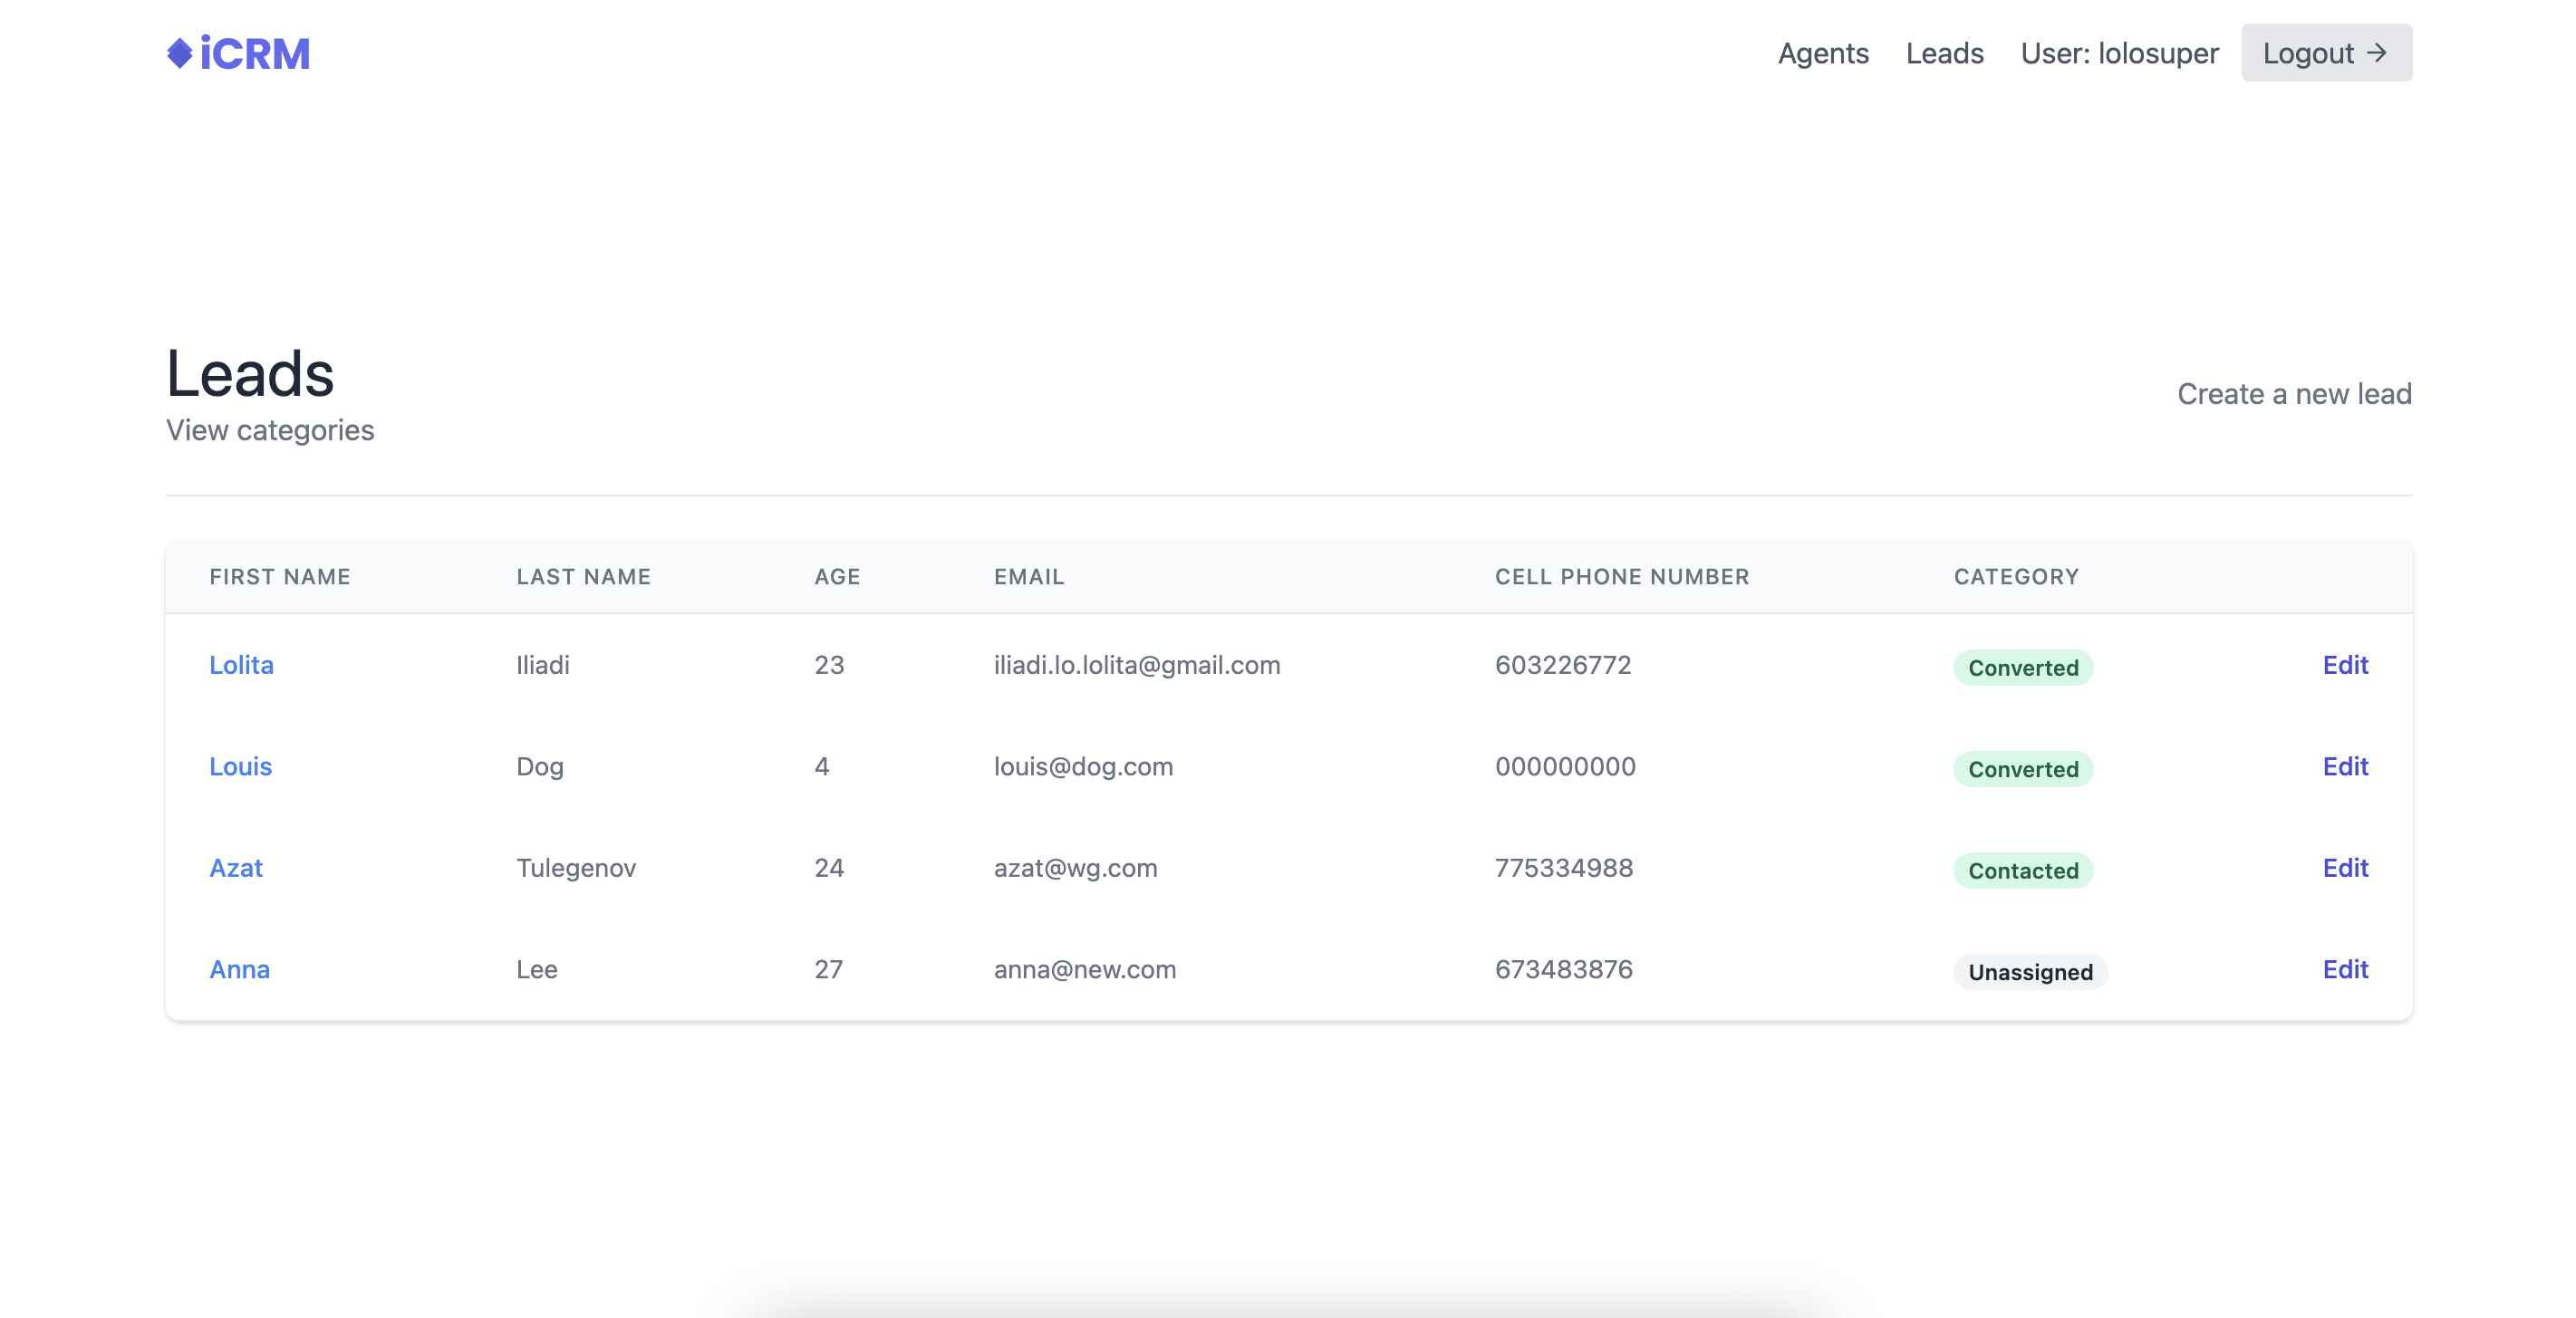 iCRM Agents Leads User: lolosuper Logout →
Leads
Create a new lead
View categories
FIRST NAME LAST NAME AGE EMAIL CELL PHONE NUMBER CATEGORY
Lolita Iliadi 23 iliadi.lo.lolita@gmail.com 603226772 Converted Edit
Louis Dog 4 louis@dog.com 000000000 Converted Edit
Azat Tulegenov 24 azat@wg.com 775334988 Contacted Edit
Anna Lee 27 anna@new.com 673483876 Unassigned Edit